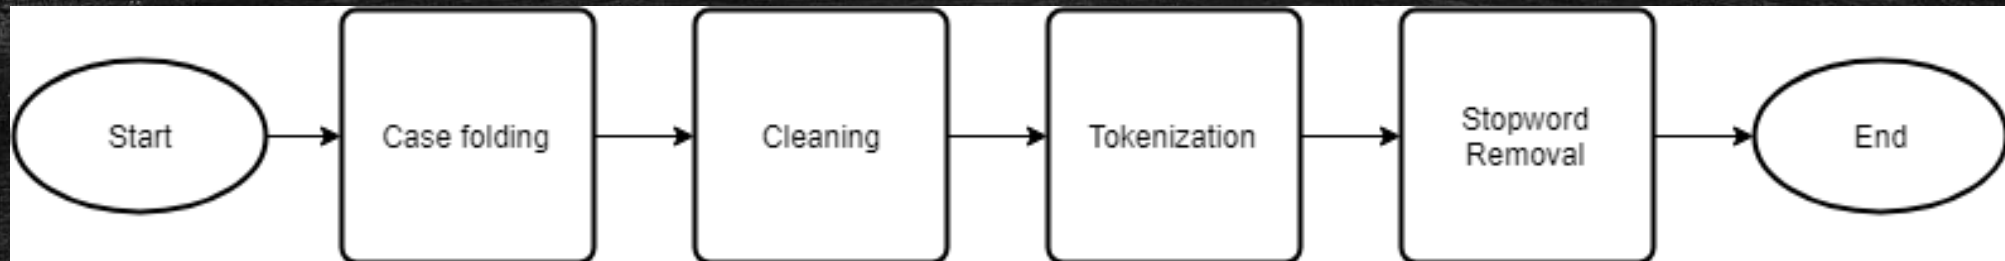 Start
Case folding
Cleaning
Tokenization
Stopword
Removal
End